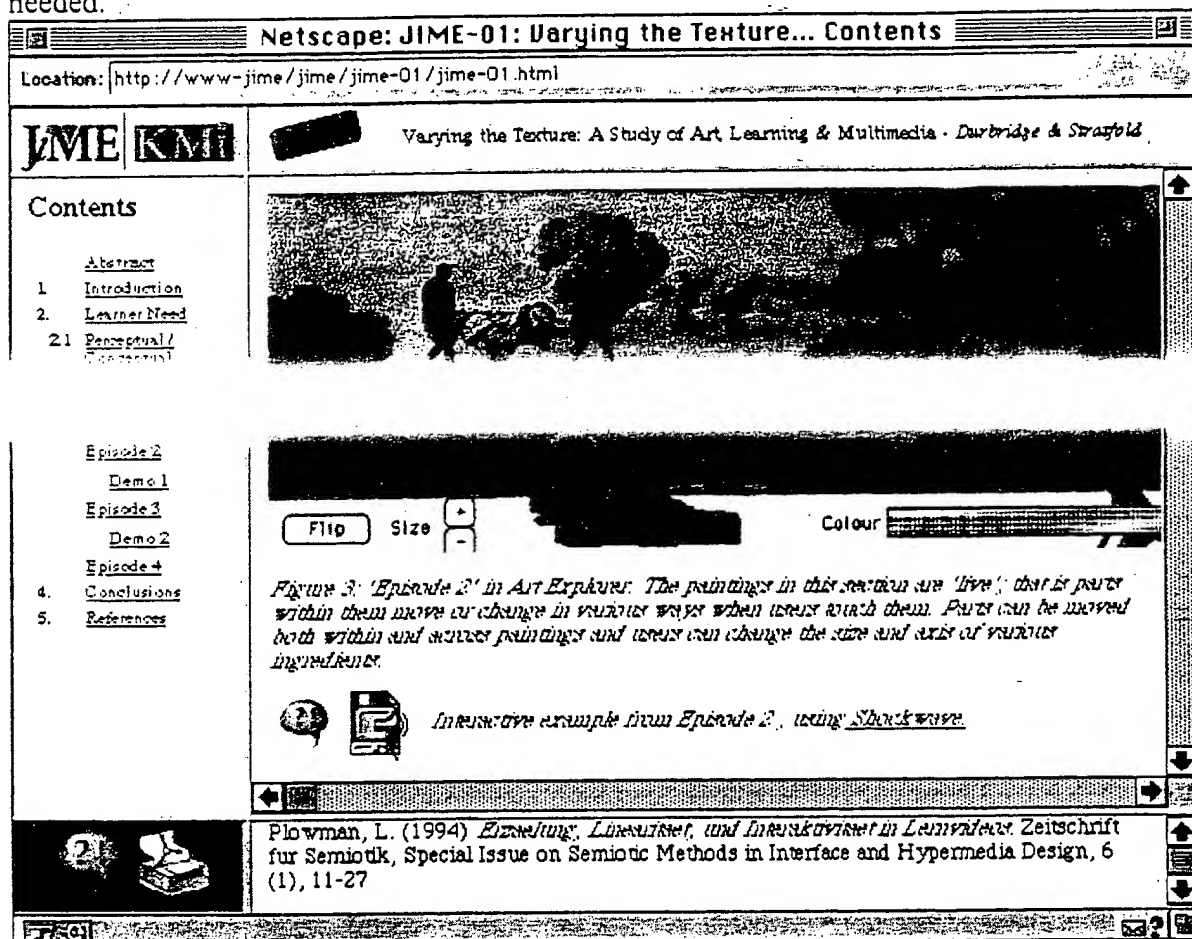 needed.
Netscape: JIME-01: Varying the Texture... Contents
Location: http://www-jime/jime/jime-01/jime-01.html
JiME KMi
Varying the Texture: A Study of Art, Learning & Multimedia - Durbridge & Stratfold
Contents
Abstract
1 Introduction
2. Learner Need
2.1 Perceptual /
Conceptual
Episode 2
Demo 1
Episode 3
Demo 2
Episode 4
4. Conclusions
5. References
Flip Size + - Colour
Figure 3: 'Episode 2' in Art Explorer. The paintings in this section are 'live'; that is parts
within them move or change in various ways when users touch them. Parts can be moved
both within and across paintings and users can change the size and axis of various
ingredients.
Interactive example from Episode 2, using Shockwave.
Plowman, L. (1994) Erzaehlung, Linearitaet, und Interaktivitaet in Lernvideos. Zeitschrift
fur Semiotik, Special Issue on Semiotic Methods in Interface and Hypermedia Design, 6
(1), 11-27